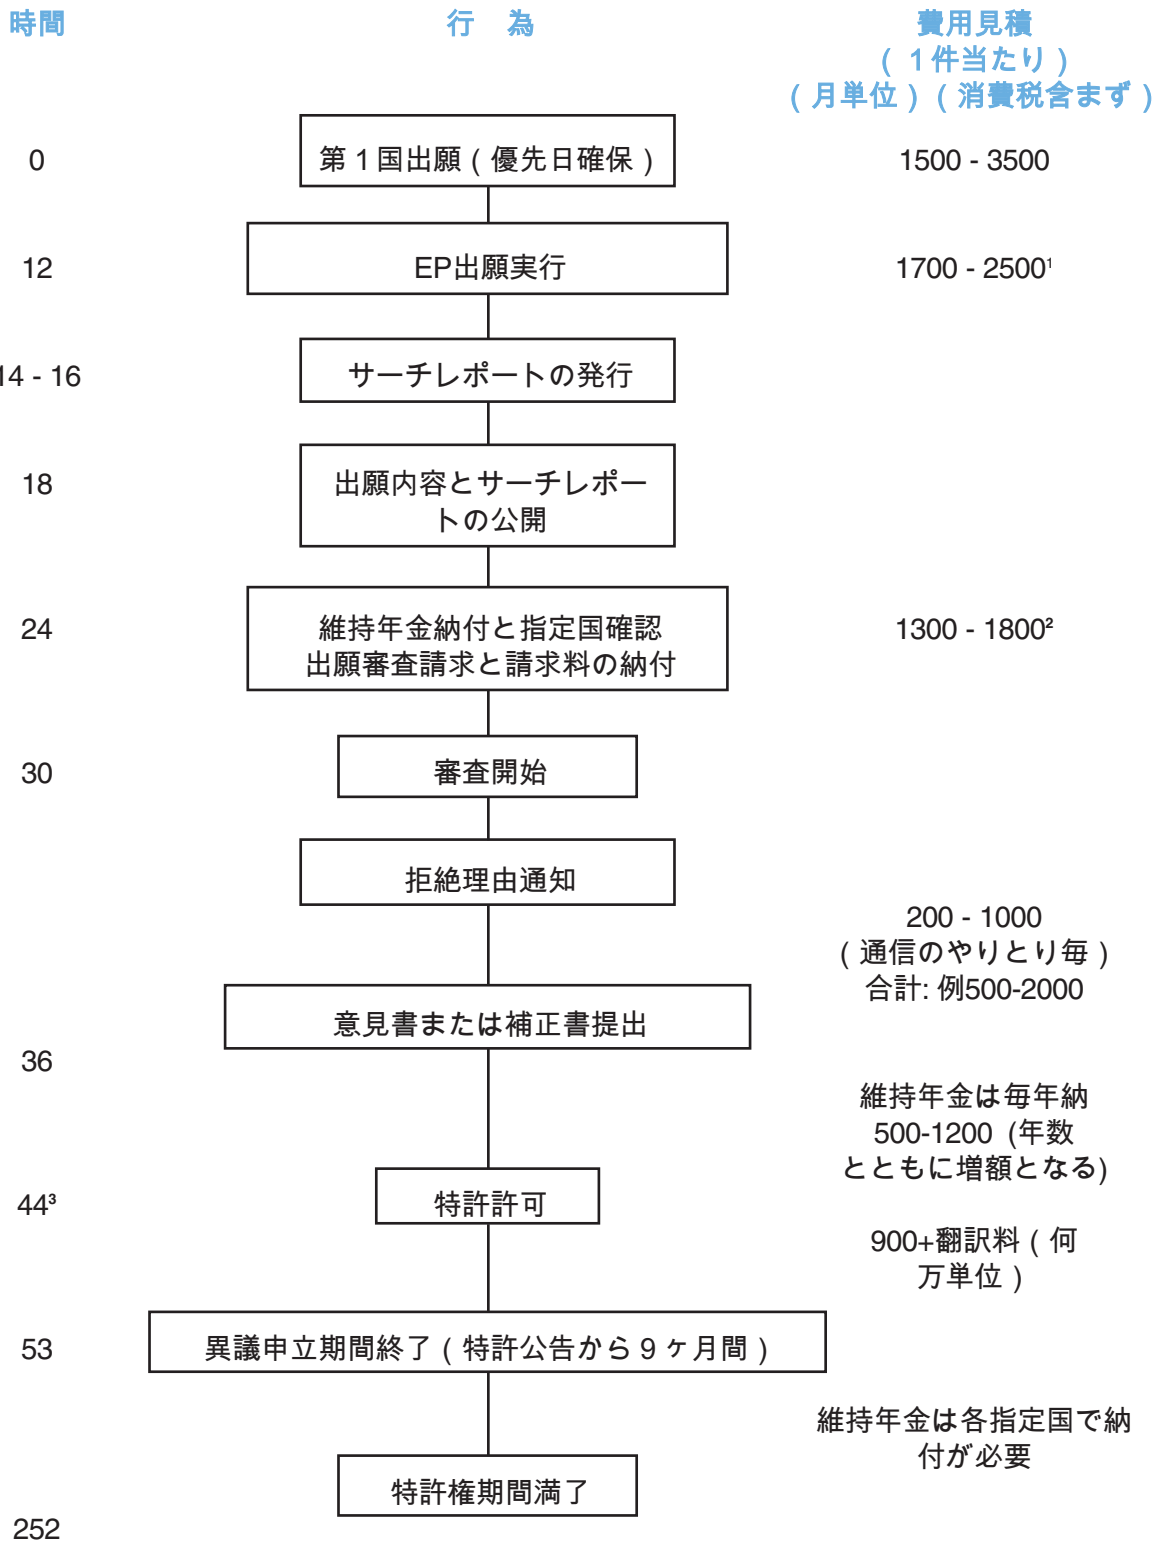 時間 行　為 費用見積
（１件当たり）
（月単位）（消費税含まず）
0 第１国出願（優先日確保） 1500 - 3500
12 EP出願実行 1700 - 2500¹
14 - 16 サーチレポートの発行
18 出願内容とサーチレポー
トの公開
24 維持年金納付と指定国確認 1300 - 1800²
出願審査請求と請求料の納付
30 審査開始
拒絶理由通知
200 - 1000
（通信のやりとり毎）
合計: 例500-2000
意見書または補正書提出
36
維持年金は毎年納
500-1200 (年数
とともに増額となる)
44³ 特許許可
900+翻訳料（何
万単位）
53 異議申立期間終了（特許公告から９ヶ月間）
維持年金は各指定国で納
付が必要
特許権期間満了
252